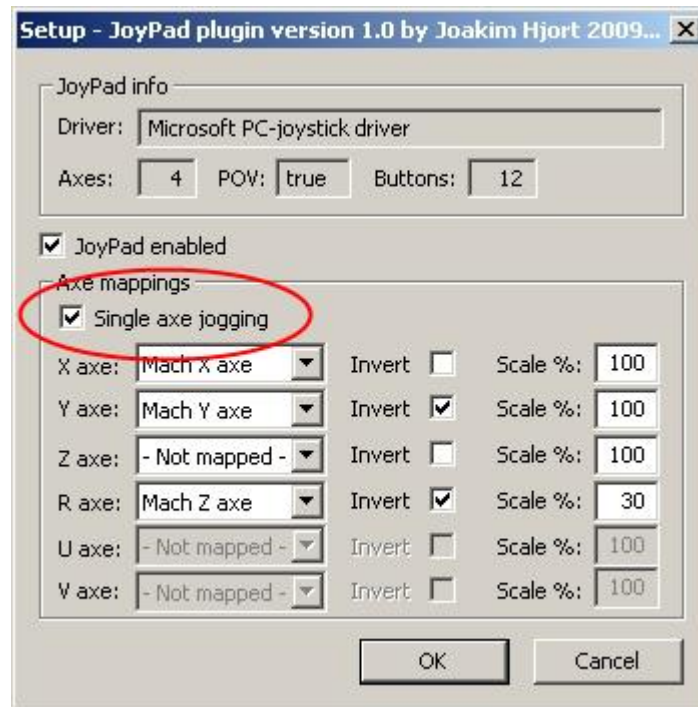 Setup - JoyPad plugin version 1.0 by Joakim Hjort 2009...
JoyPad info
Driver: Microsoft PC-joystick driver
Axes: 4 POV: true Buttons: 12
JoyPad enabled
Axe mappings
Single axe jogging
X axe: Mach X axe Invert Scale %: 100
Y axe: Mach Y axe Invert Scale %: 100
Z axe: - Not mapped - Invert Scale %: 100
R axe: Mach Z axe Invert Scale %: 30
U axe: - Not mapped - Invert Scale %: 100
V axe: - Not mapped - Invert Scale %: 100
OK Cancel